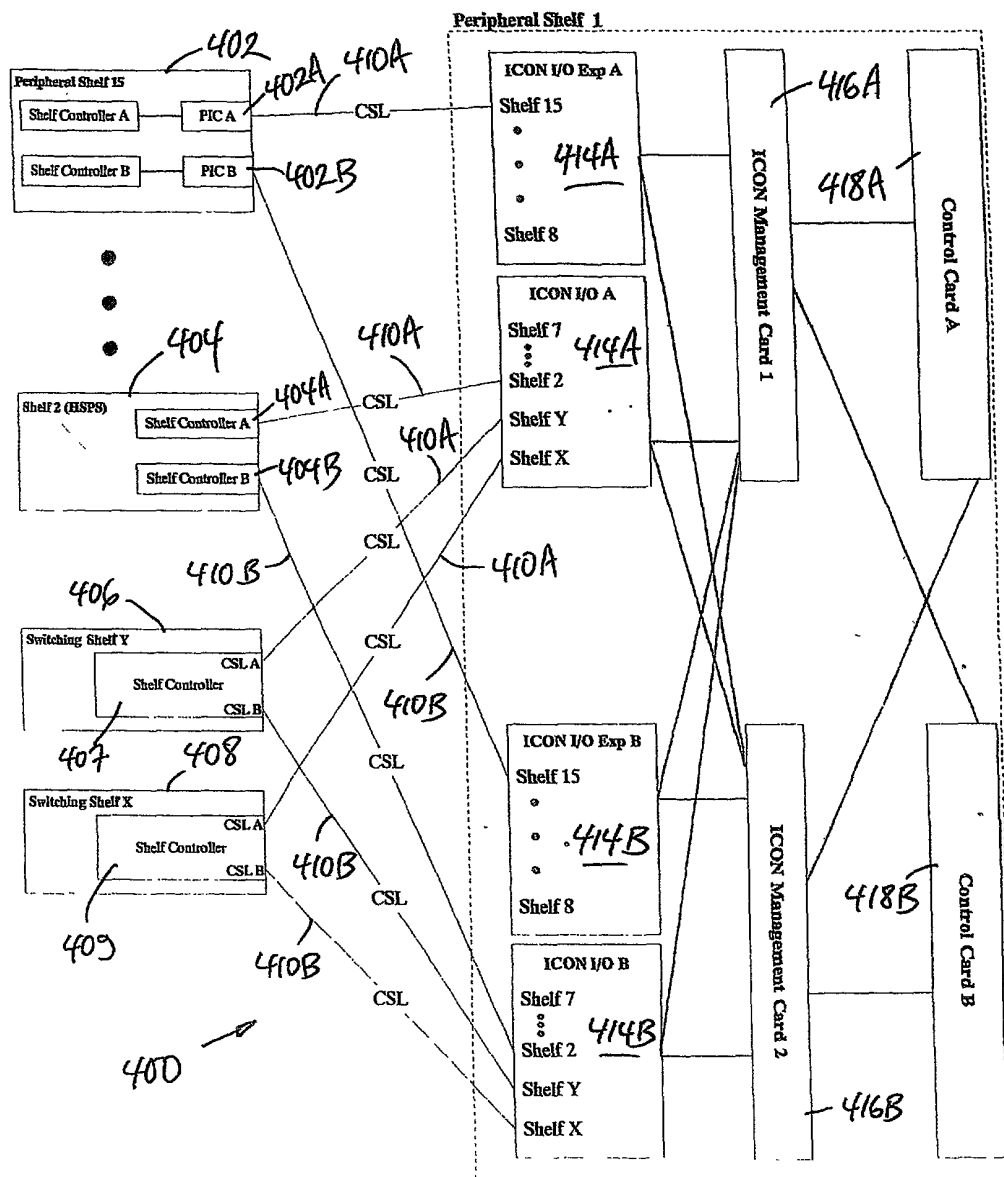 Peripheral Shelf 1
402
402A
410A
Peripheral Shelf 15
Shelf Controller A
PIC A
CSL
Shelf Controller B
PIC B
402B
ICON I/O Exp A
Shelf 15
414A
Shelf 8
416A
ICON Management Card 1
418A
Control Card A
ICON I/O A
Shelf 7
414A
Shelf 2
Shelf Y
Shelf X
404
404A
410A
Shelf 2 (HSPS)
Shelf Controller A
CSL
410A
Shelf Controller B
404B
CSL
CSL
410B
410A
406
Switching Shelf Y
CSL A
Shelf Controller
CSL B
CSL
410B
407
408
CSL
Switching Shelf X
CSL A
Shelf Controller
CSL B
410B
CSL
409
410B
CSL
400
ICON I/O Exp B
Shelf 15
414B
Shelf 8
ICON Management Card 2
418B
Control Card B
ICON I/O B
Shelf 7
414B
Shelf 2
Shelf Y
Shelf X
416B